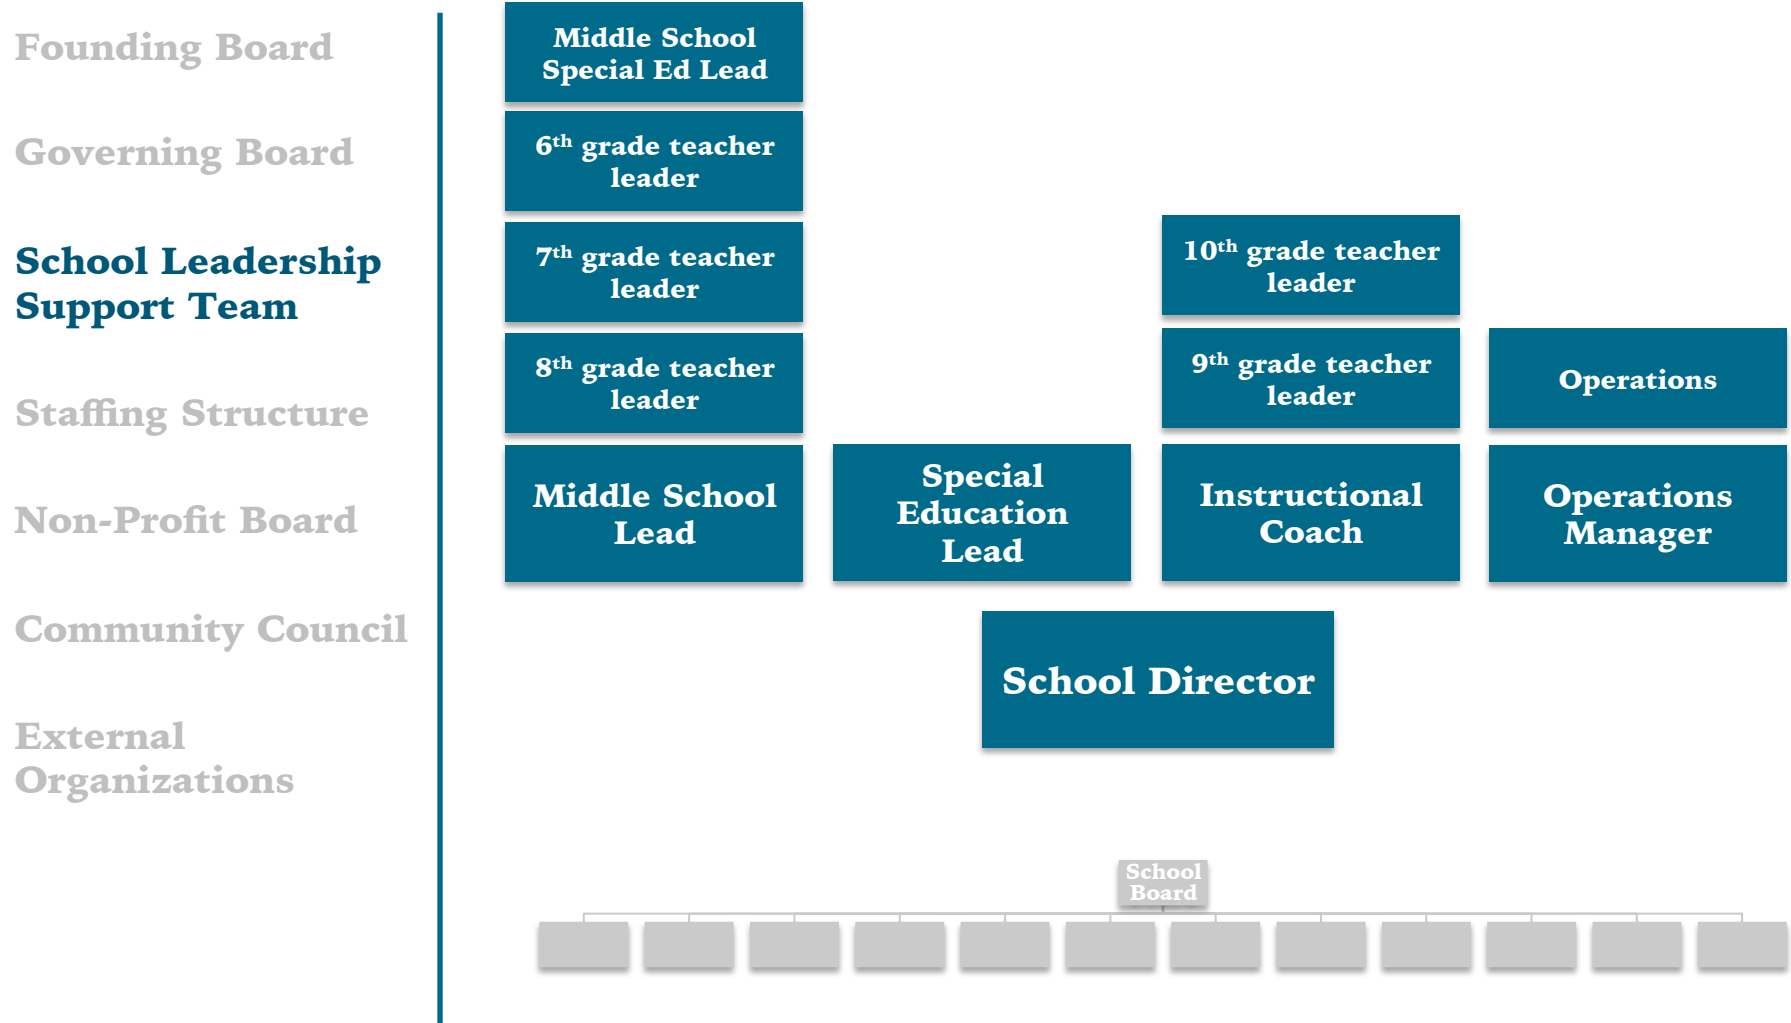 Founding Board
Governing Board
School Leadership
Support Team
Staffing Structure
Non-Profit Board
Community Council
External
Organizations
Middle School
Special Ed Lead
6th grade teacher
leader
7th grade teacher
leader
8th grade teacher
leader
Middle School
Lead
Special
Education
Lead
10th grade teacher
leader
9th grade teacher
leader
Instructional
Coach
Operations
Operations
Manager
School Director
School
Board